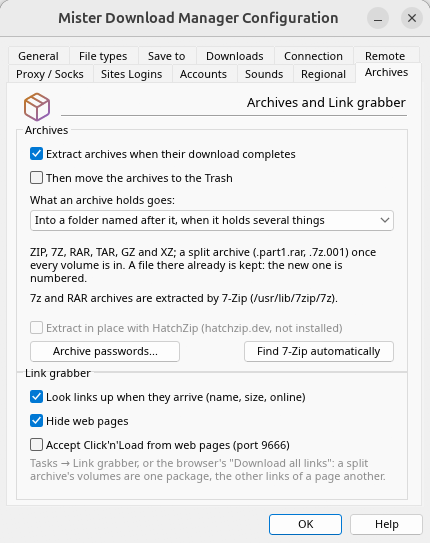 Mister Download Manager Configuration
General
File types
Save to
Downloads
Connection
Remote
Proxy / Socks
Sites Logins
Accounts
Sounds
Regional
Archives
Archives and Link grabber
Archives
Extract archives when their download completes
Then move the archives to the Trash
What an archive holds goes:
Into a folder named after it, when it holds several things
ZIP, 7Z, RAR, TAR, GZ and XZ; a split archive (.part1.rar, .7z.001) once
every volume is in. A file there already is kept: the new one is
numbered.
7z and RAR archives are extracted by 7-Zip (/usr/lib/7zip/7z).
Extract in place with HatchZip (hatchzip.dev, not installed)
Archive passwords...
Find 7-Zip automatically
Link grabber
Look links up when they arrive (name, size, online)
Hide web pages
Accept Click'n'Load from web pages (port 9666)
Tasks → Link grabber, or the browser's "Download all links": a split
archive's volumes are one package, the other links of a page another.
OK
Help